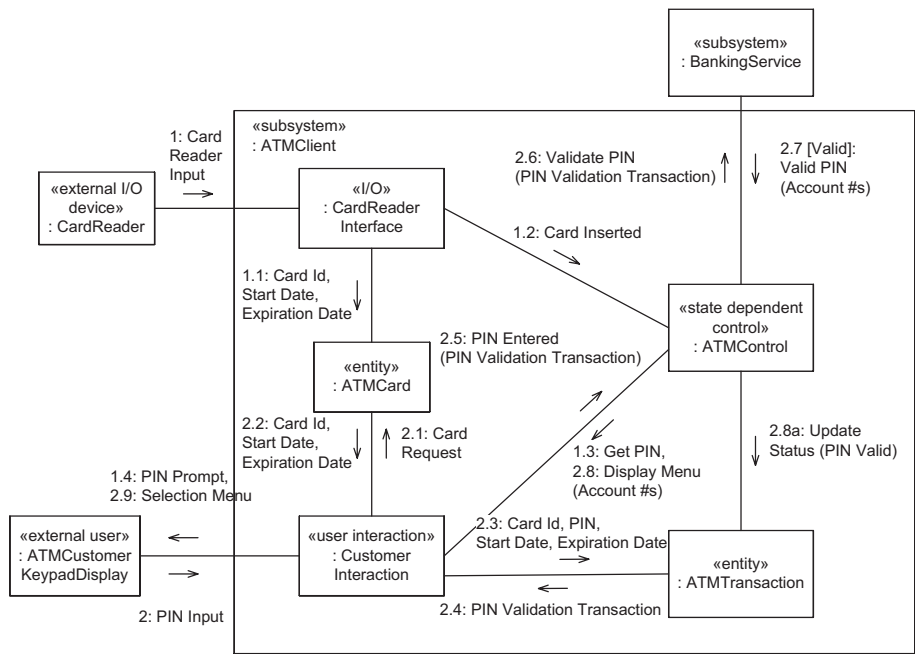 «subsystem»
: BankingService
«subsystem»
: ATMClient
1: Card
Reader
Input
2.6: Validate PIN
(PIN Validation Transaction)
2.7 [Valid]:
Valid PIN
(Account #s)
«external I/O
device»
: CardReader
«I/O»
: CardReader
Interface
1.2: Card Inserted
1.1: Card Id,
Start Date,
Expiration Date
«state dependent
control»
: ATMControl
2.5: PIN Entered
(PIN Validation Transaction)
«entity»
: ATMCard
2.2: Card Id,
Start Date,
Expiration Date
2.1: Card
Request
1.3: Get PIN,
2.8: Display Menu
(Account #s)
2.8a: Update
Status (PIN Valid)
1.4: PIN Prompt,
2.9: Selection Menu
«external user»
: ATMCustomer
KeypadDisplay
«user interaction»
: Customer
Interaction
2.3: Card Id, PIN,
Start Date, Expiration Date
«entity»
: ATMTransaction
2: PIN Input
2.4: PIN Validation Transaction